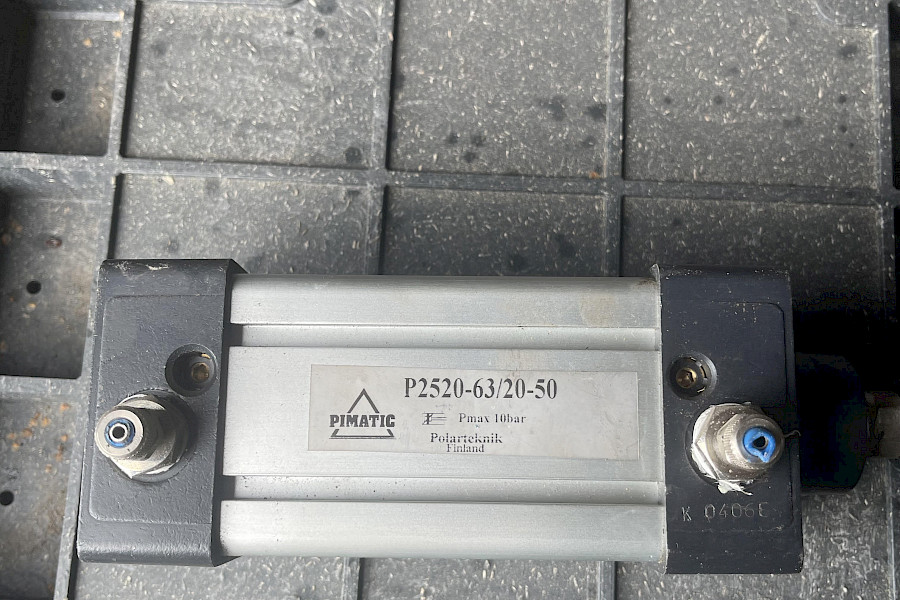 P2520-63/20-50
PIMATIC
Pmax 10bar
Polarteknik
Finland
K 0406E